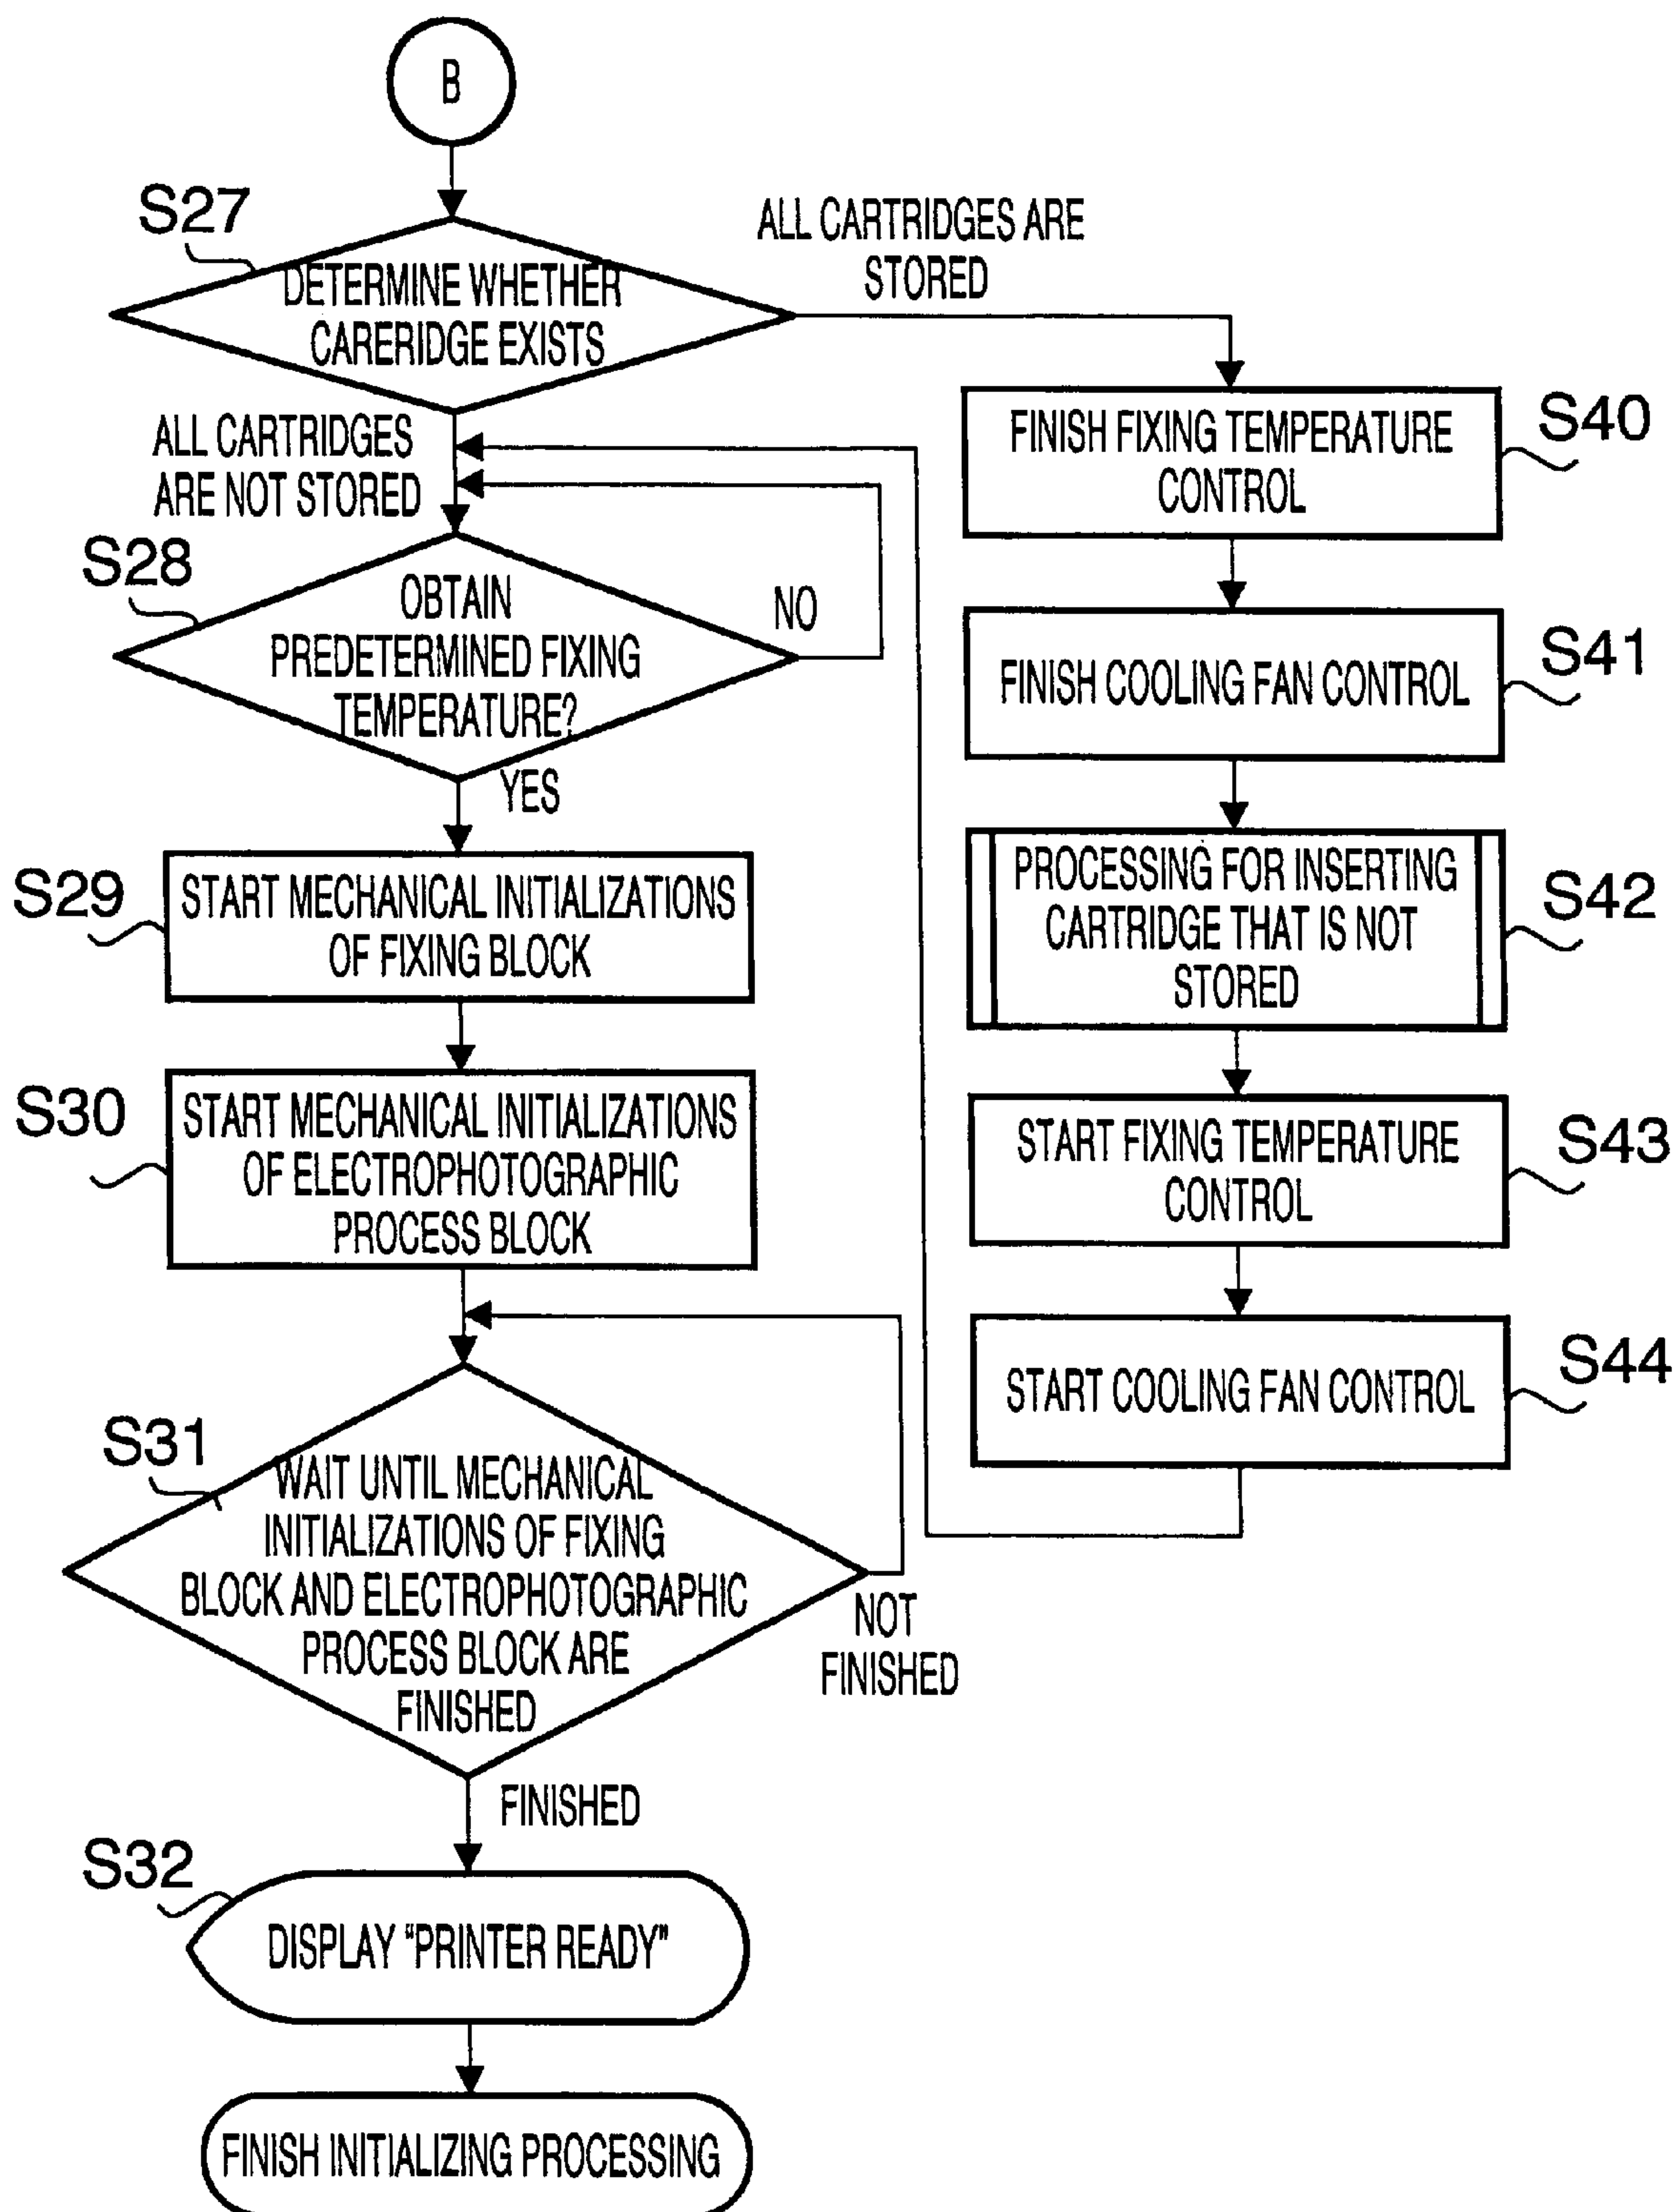 B
S27
DETERMINE WHETHER
CARERIDGE EXISTS
ALL CARTRIDGES ARE
STORED
ALL CARTRIDGES
ARE NOT STORED
S28
OBTAIN
PREDETERMINED FIXING
TEMPERATURE?
NO
YES
S29
START MECHANICAL INITIALIZATIONS
OF FIXING BLOCK
S30
START MECHANICAL INITIALIZATIONS
OF ELECTROPHOTOGRAPHIC
PROCESS BLOCK
S31
WAIT UNTIL MECHANICAL
INITIALIZATIONS OF FIXING
BLOCK AND ELECTROPHOTOGRAPHIC
PROCESS BLOCK ARE
FINISHED
NOT
FINISHED
FINISHED
S32
DISPLAY “PRINTER READY”
FINISH INITIALIZING PROCESSING
FINISH FIXING TEMPERATURE
CONTROL
S40
FINISH COOLING FAN CONTROL
S41
PROCESSING FOR INSERTING
CARTRIDGE THAT IS NOT
STORED
S42
START FIXING TEMPERATURE
CONTROL
S43
START COOLING FAN CONTROL
S44